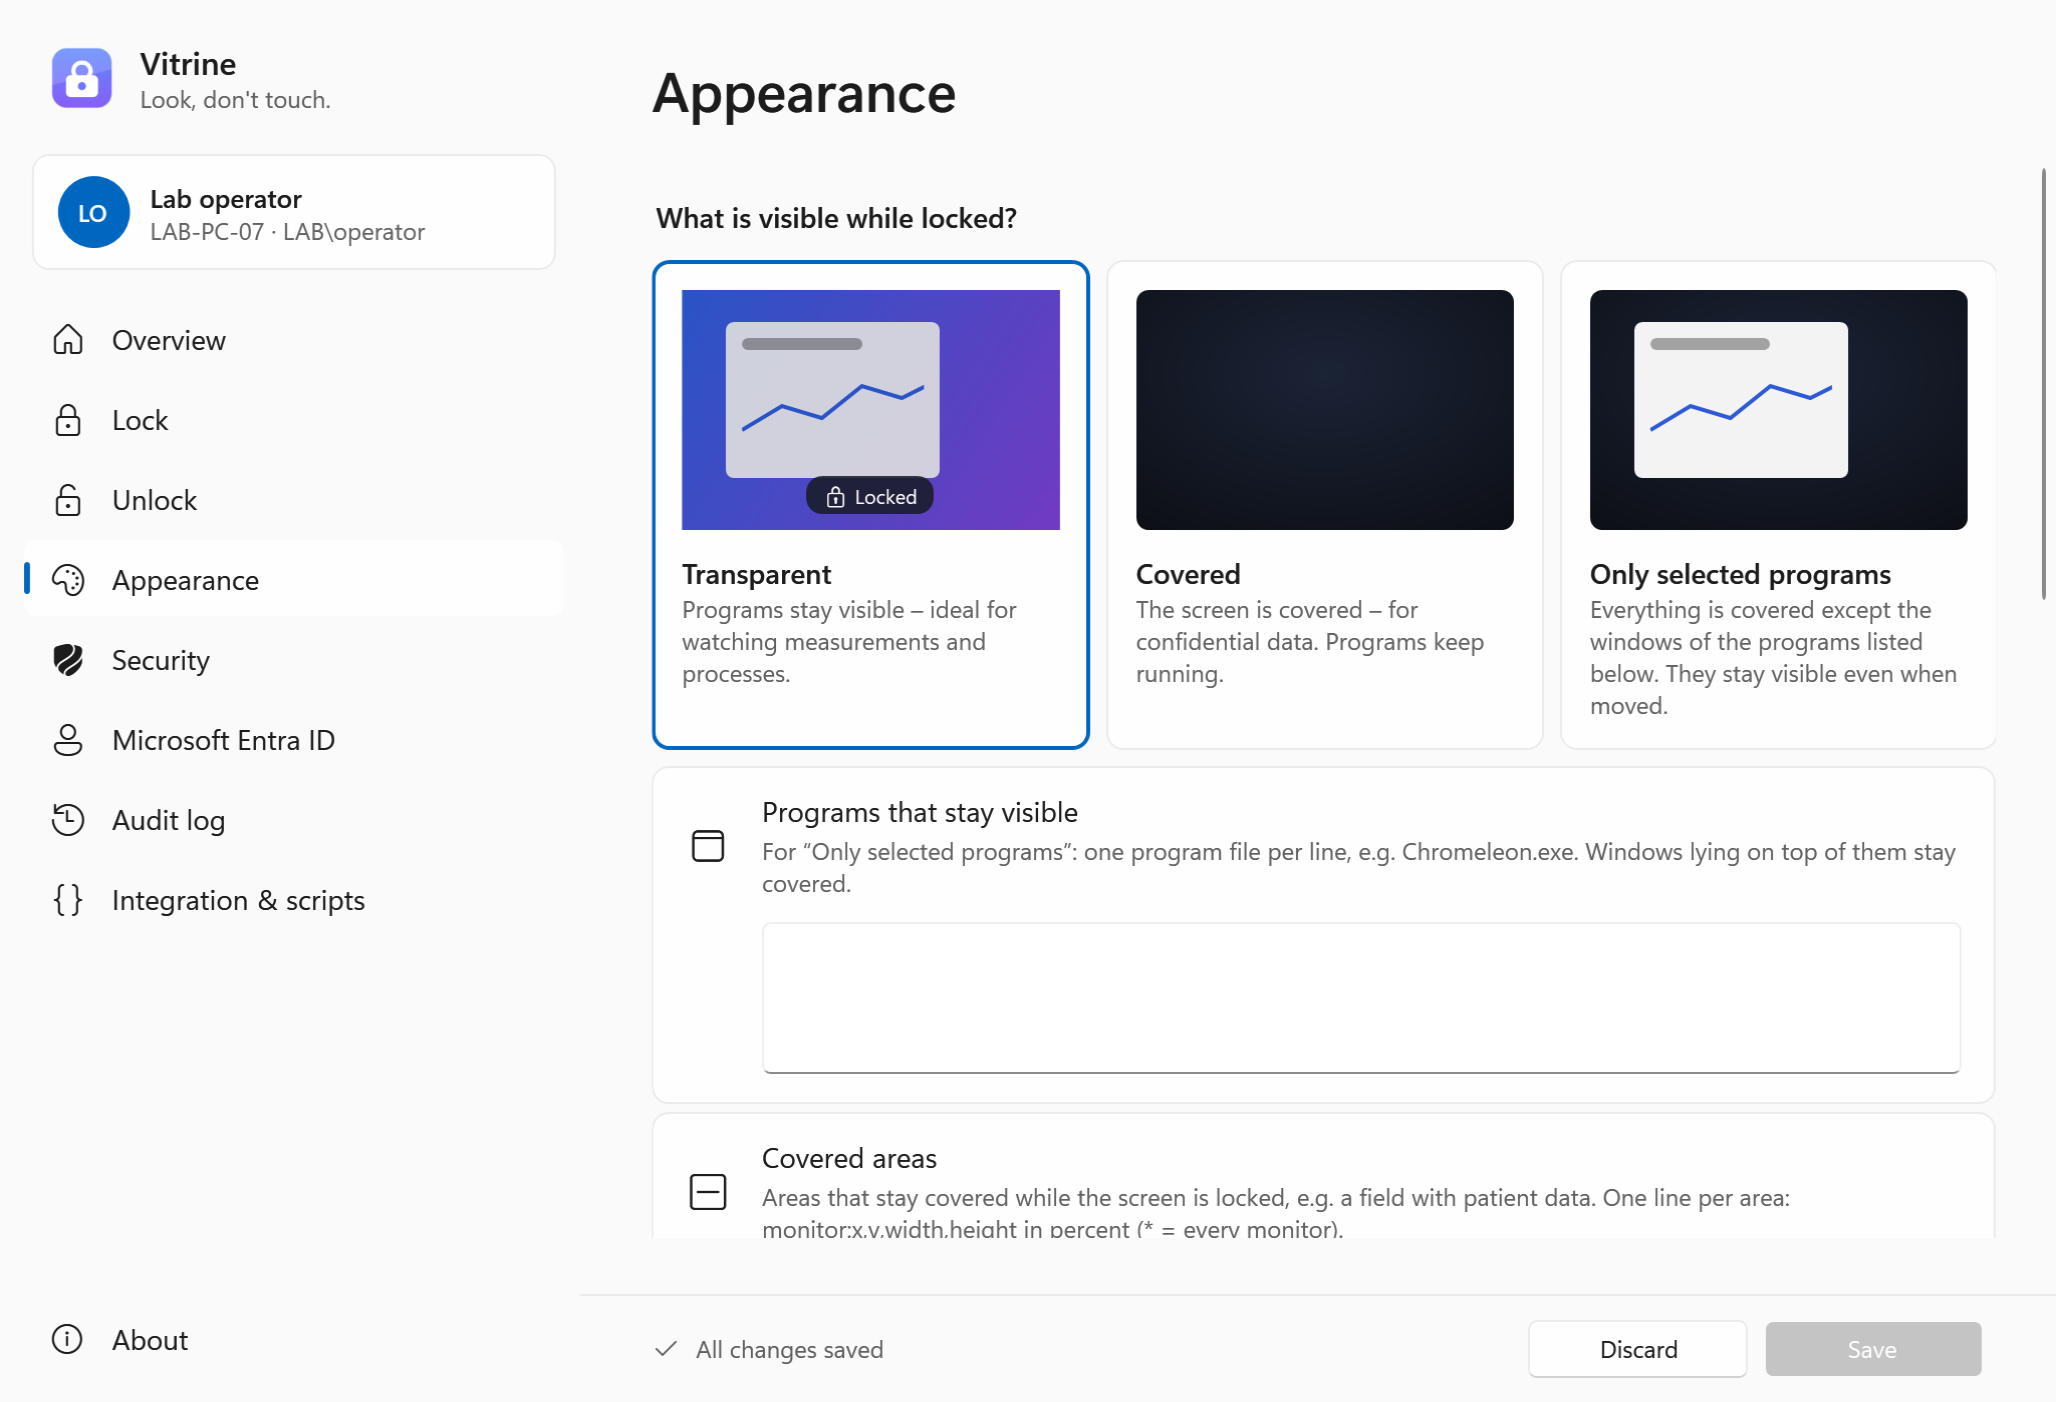 Vitrine
Look, don't touch.
LO
Lab operator
LAB-PC-07 · LAB\operator
Overview
Lock
Unlock
Appearance
Security
Microsoft Entra ID
Audit log
Integration & scripts
About
Appearance
What is visible while locked?
Locked
Transparent
Programs stay visible – ideal for
watching measurements and
processes.
Covered
The screen is covered – for
confidential data. Programs keep
running.
Only selected programs
Everything is covered except the
windows of the programs listed
below. They stay visible even when
moved.
Programs that stay visible
For “Only selected programs”: one program file per line, e.g. Chromeleon.exe. Windows lying on top of them stay
covered.
Covered areas
Areas that stay covered while the screen is locked, e.g. a field with patient data. One line per area:
monitor:x,y,width,height in percent (* = every monitor).
All changes saved
Discard
Save